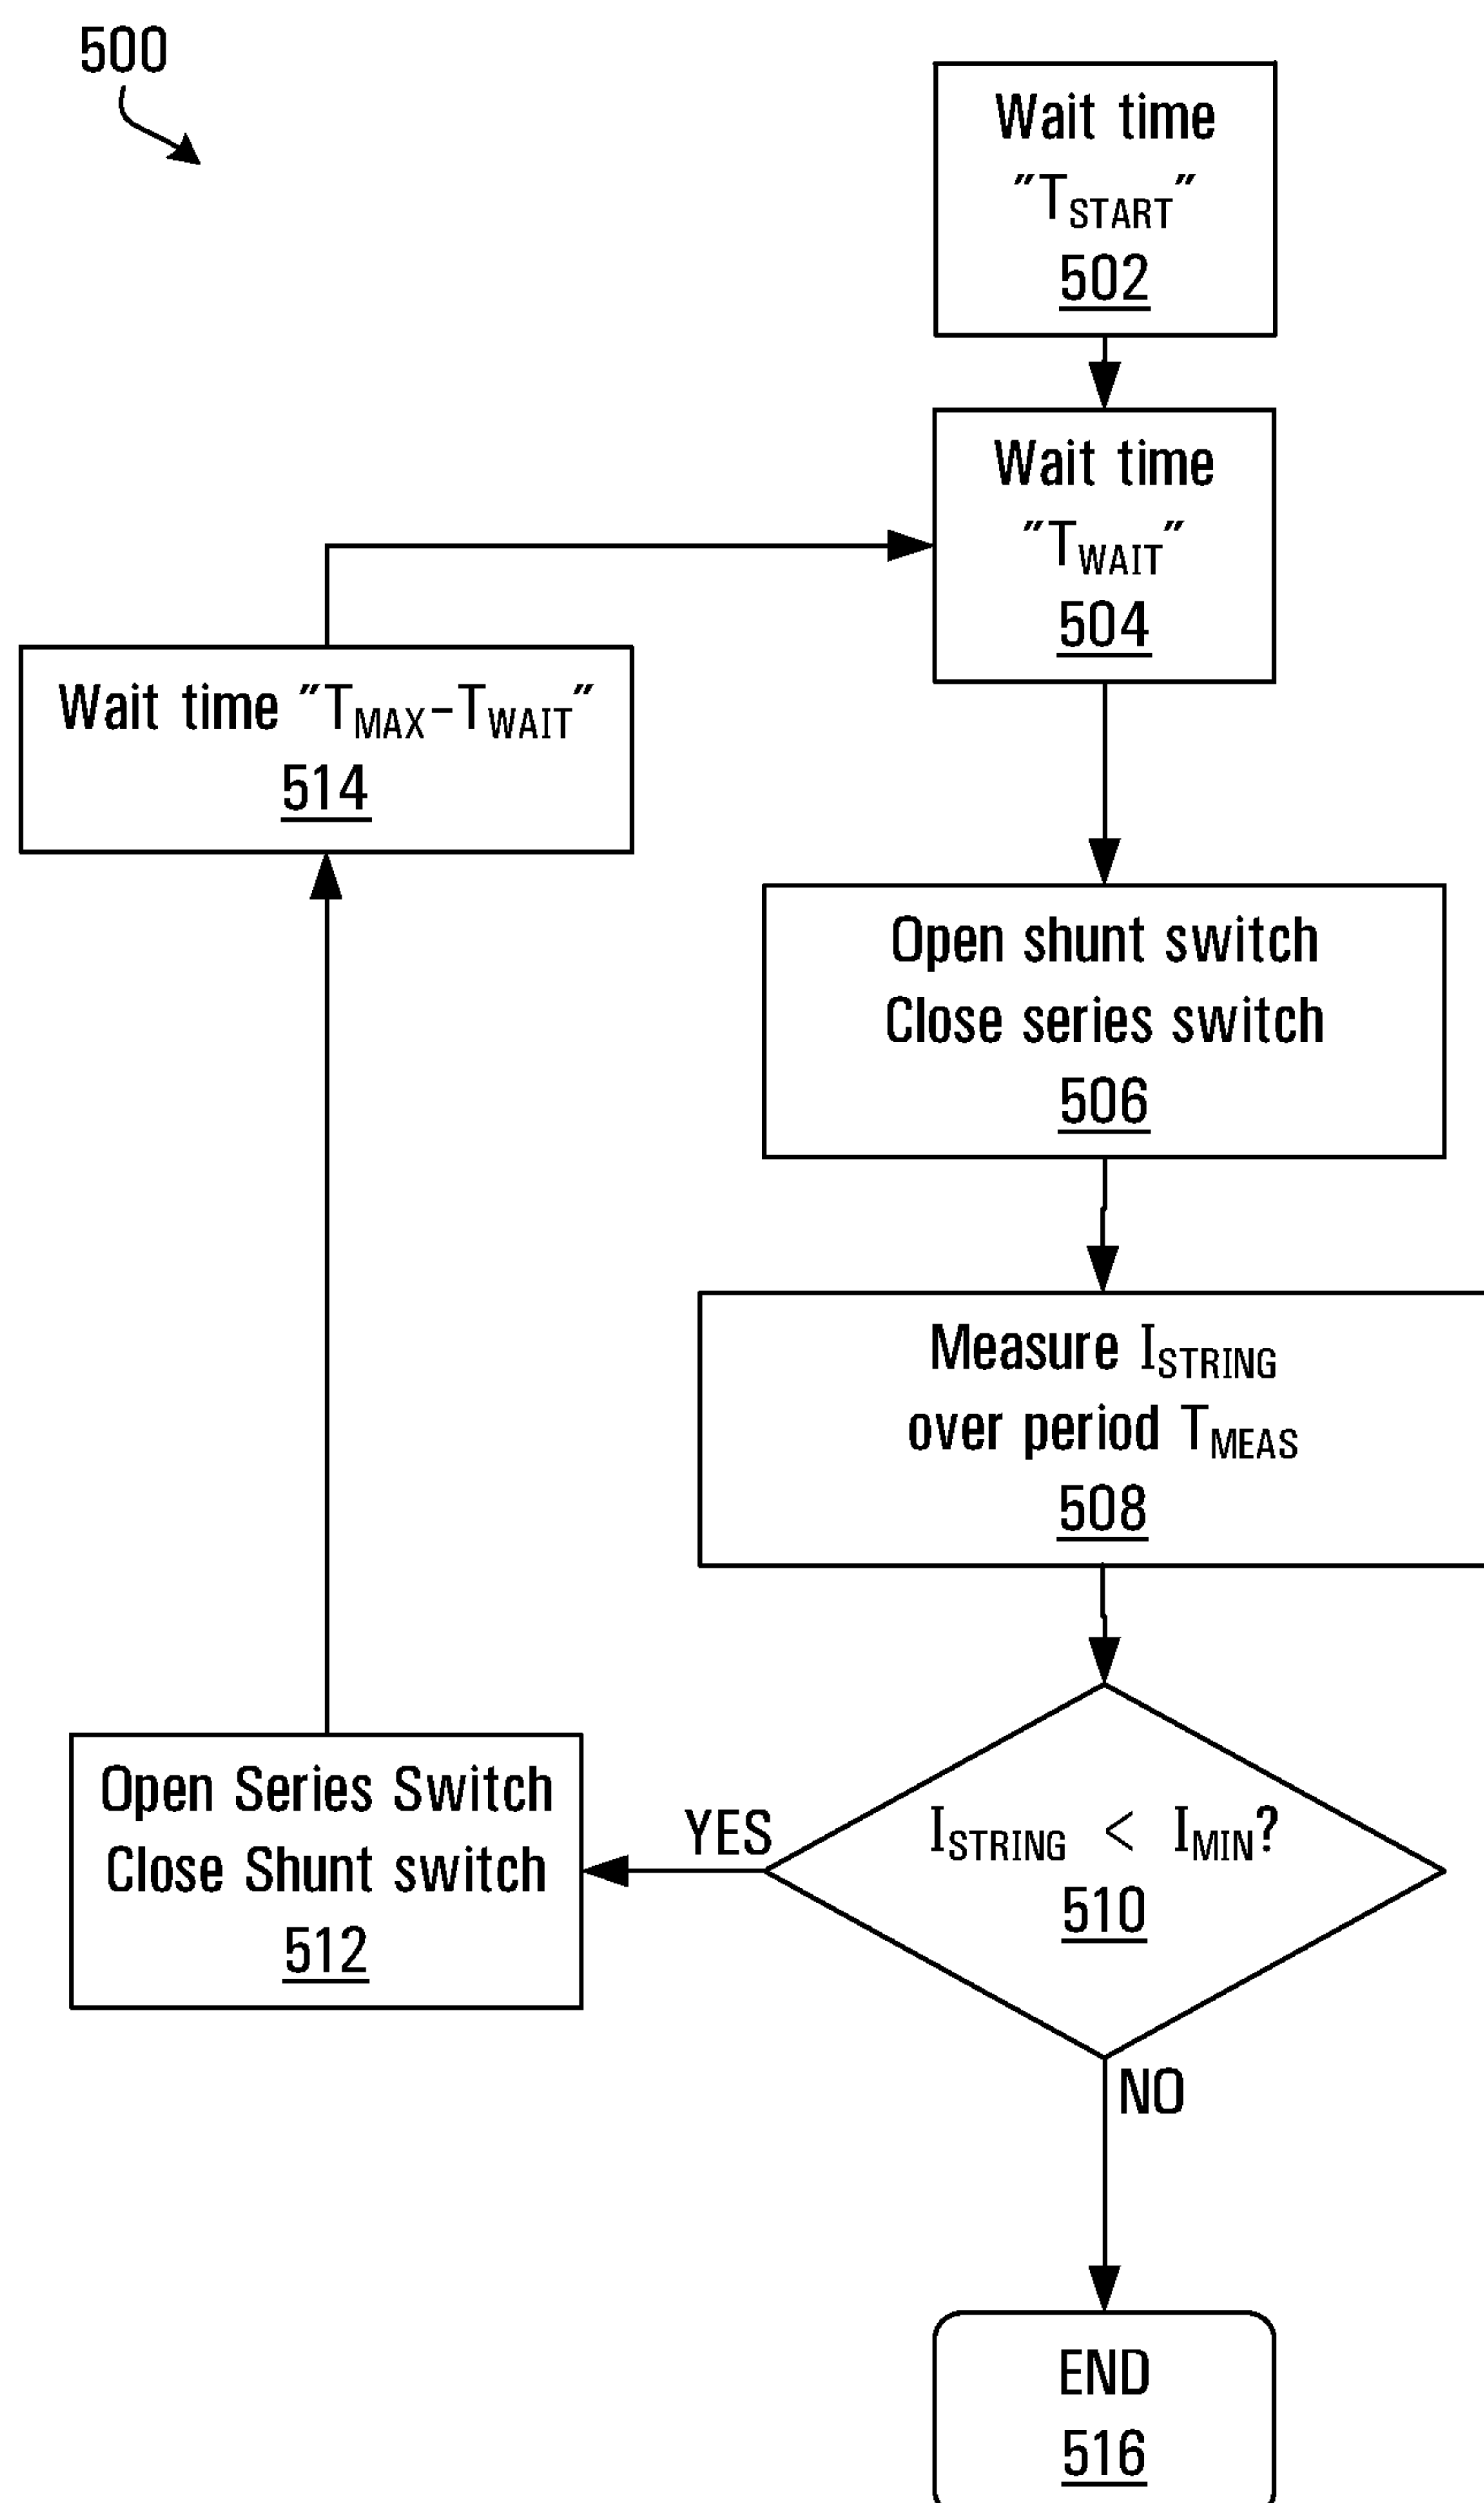 500
Wait time
"TSTART"
502
Wait time
"TWAIT"
504
Wait time "TMAX-TWAIT"
514
Open shunt switch
Close series switch
506
Measure ISTRING
over period TMEAS
508
ISTRING < IMIN?
510
YES
Open Series Switch
Close Shunt switch
512
NO
END
516